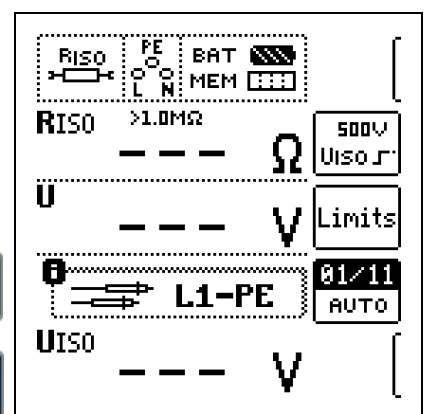 RISO PE BAT
L N MEM
RISO >1.0MΩ
--- Ω 500V
UISO
U
--- V Limits
01/11
L1-PE AUTO
UISO
--- V